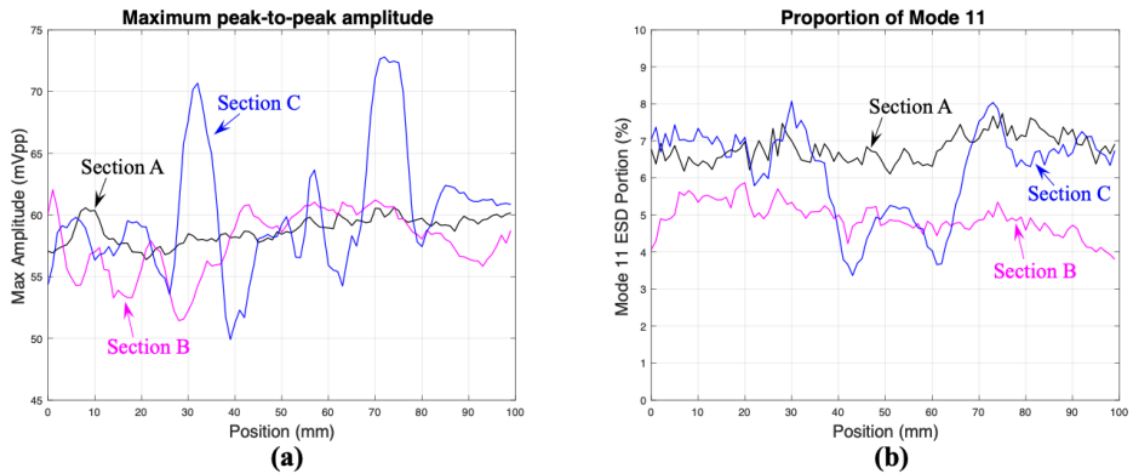 Maximum peak-to-peak amplitude
75
70
65
60
55
50
45
Max Amplitude (mVpp)
Section C
Section A
Section B
0 10 20 30 40 50 60 70 80 90 100
Position (mm)
(a)
Proportion of Mode 11
10
9
8
7
6
5
4
3
2
1
0
Mode 11 ESD Portion (%)
Section A
Section C
Section B
0 10 20 30 40 50 60 70 80 90 100
Position (mm)
(b)